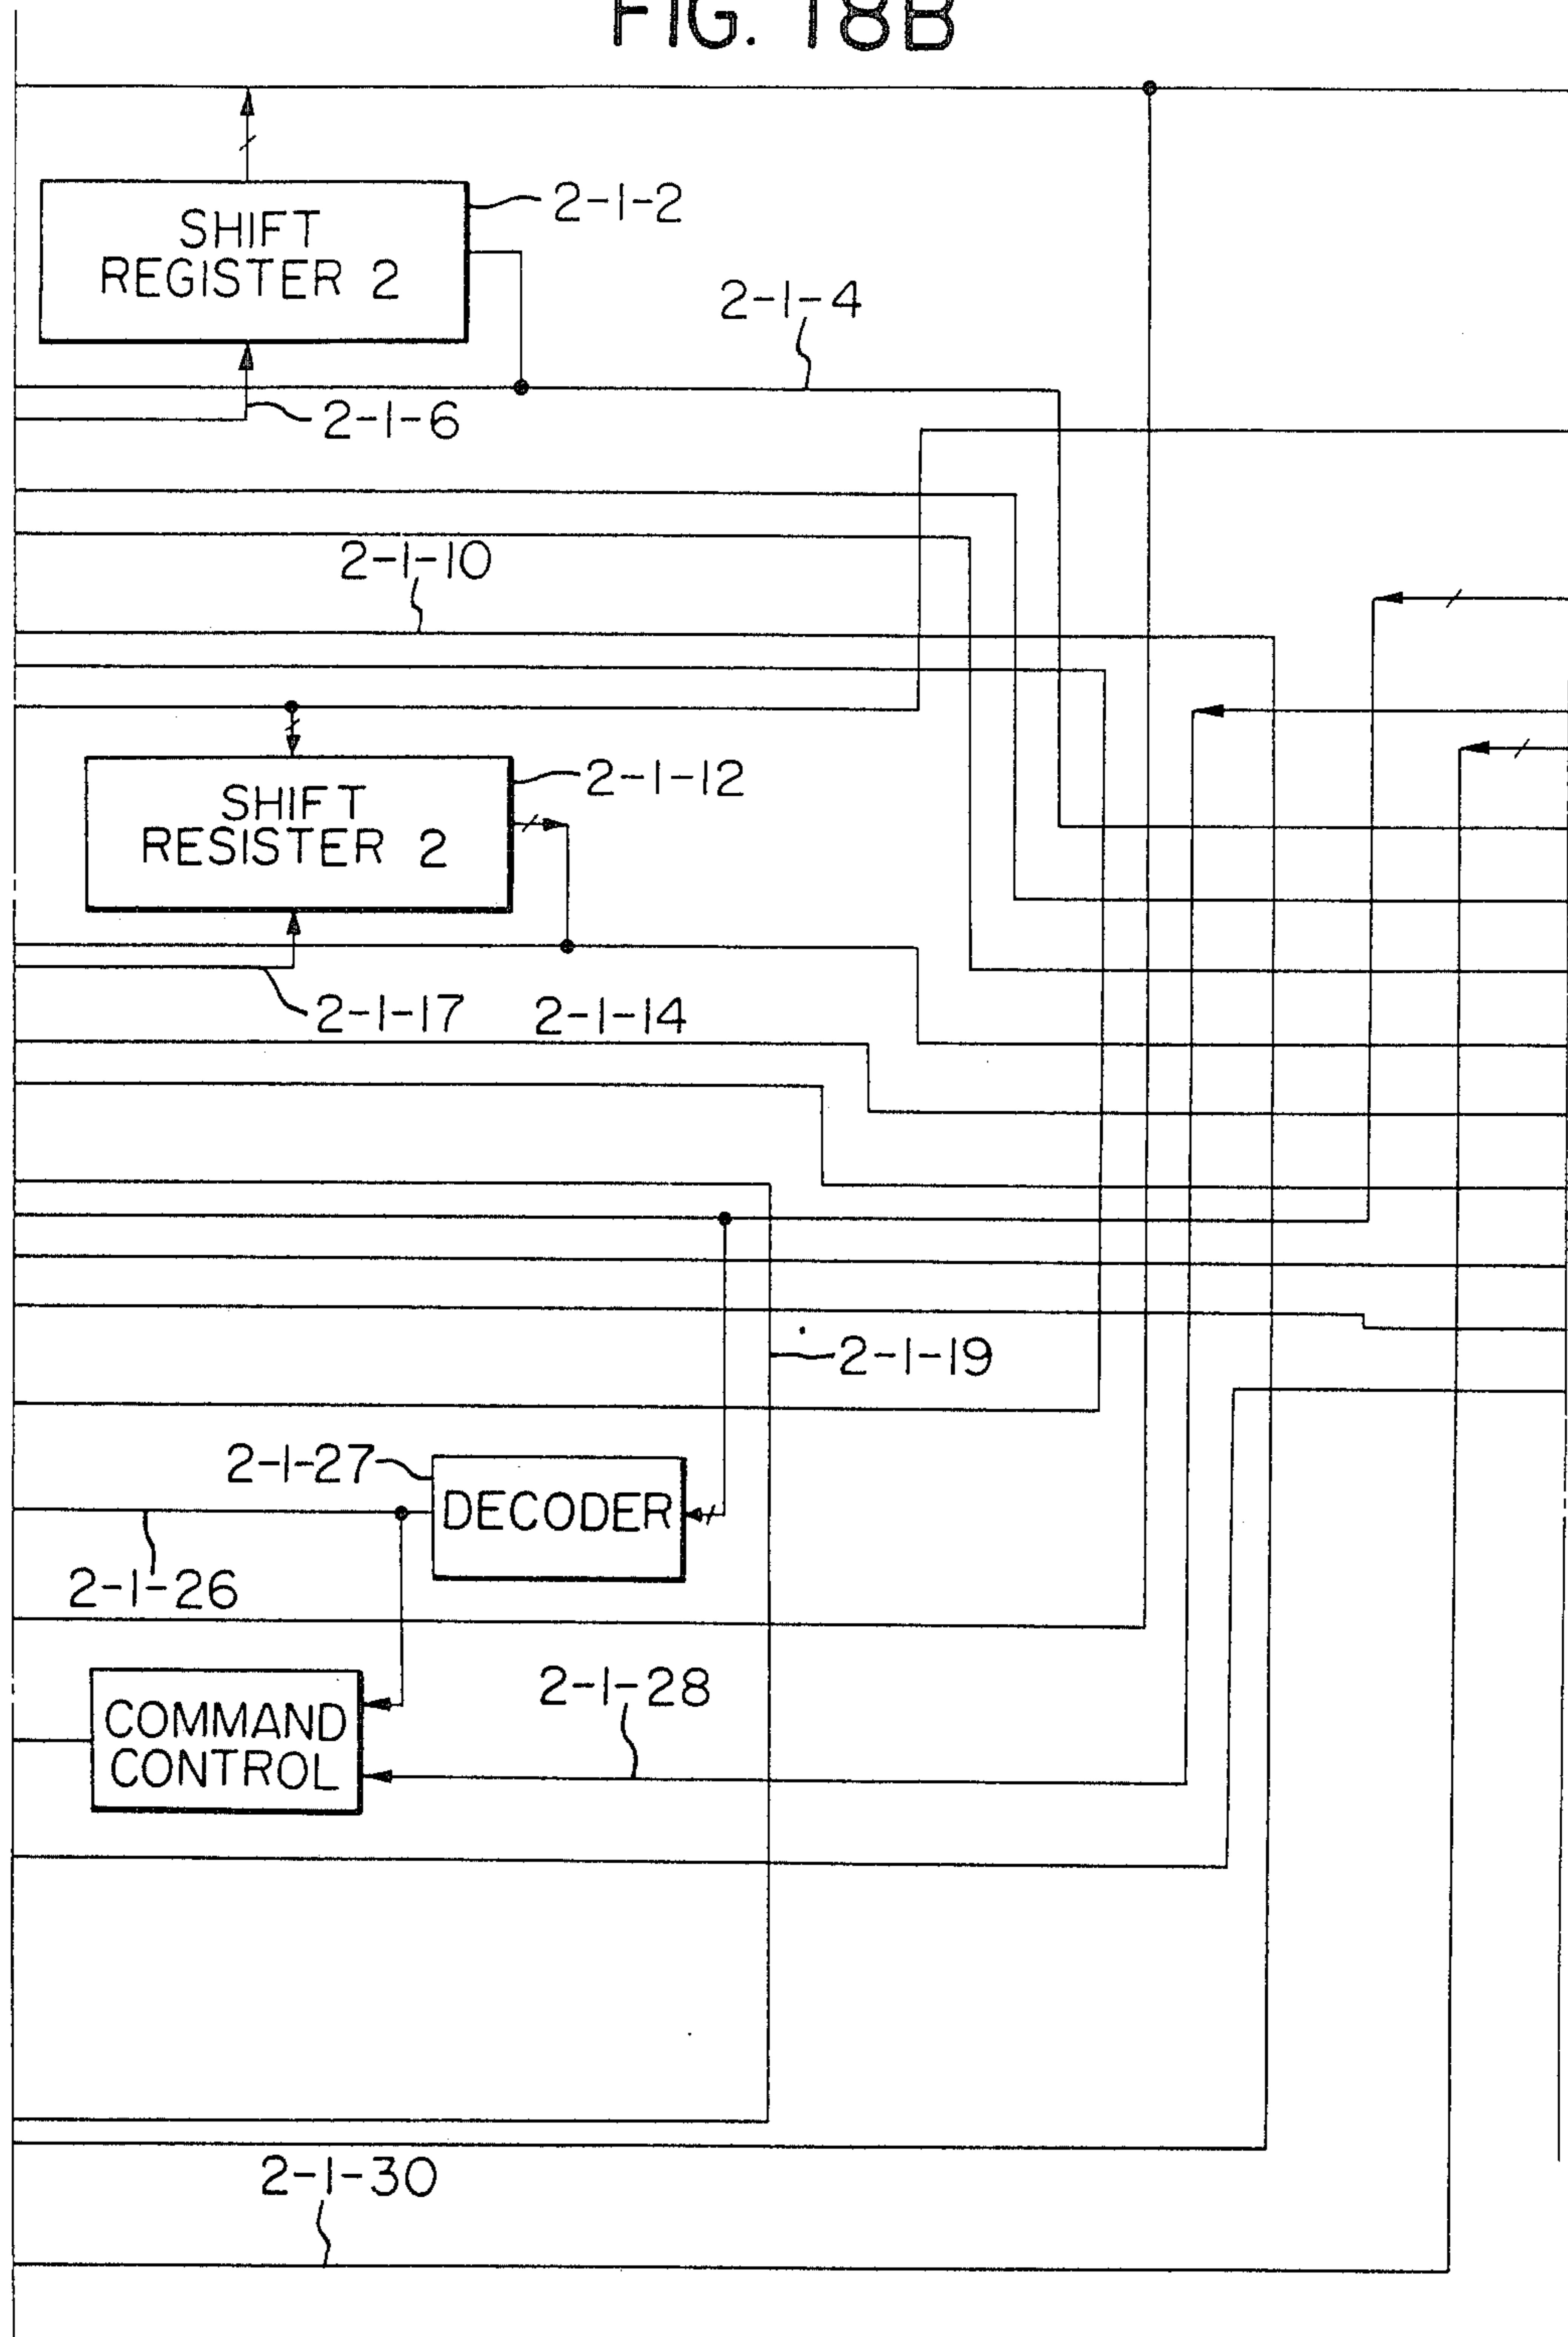 FIG. 18B
2-1-2
SHIFT
REGISTER 2
2-1-4
2-1-6
2-1-10
2-1-12
SHIFT
RESISTER 2
2-1-17
2-1-14
2-1-19
2-1-27
DECODER
2-1-26
2-1-28
COMMAND
CONTROL
2-1-30